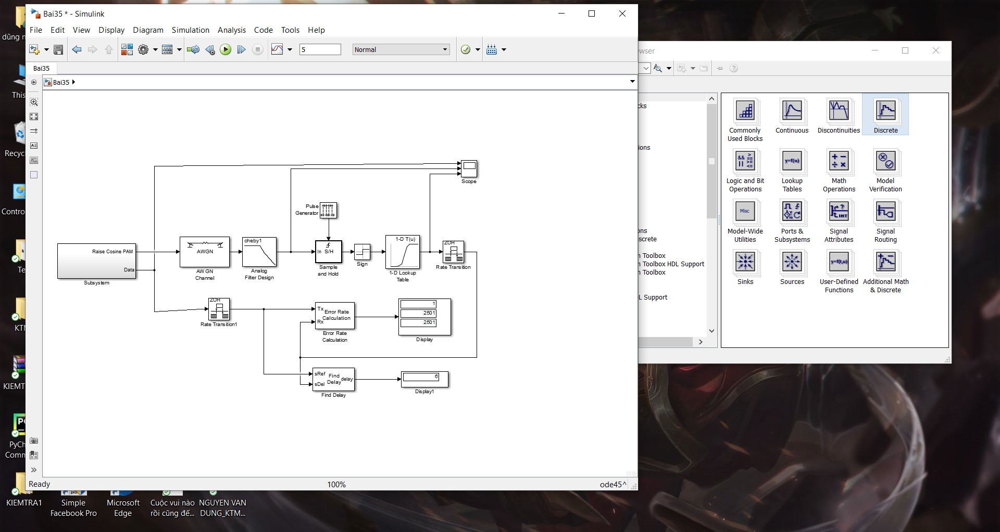 Bai35 * - Simulink
File Edit View Display Diagram Simulation Analysis Code Tools Help
5
Normal
Bai35
Bai35
Scope
Pulse
Generator
Raise Cosine PAM
Data
Subsystem
AWGN
AWGN
Channel
cheby1
Analog
Filter Design
In S/H
Sample
and Hold
Sign
1-D T(u)
1-D Lookup
Table
ZOH
Rate Transition
ZOH
Rate Transition1
Tx
Rx
Error Rate
Calculation
Error Rate
Calculation
1
2501
2501
Display
sRef
sDel
Find
Delay
delay
Find Delay
6
Display1
Ready
100%
ode45^
wser
cks
ions
ons
screte
n Toolbox
n Toolbox HDL Support
n Toolbox
L Support
Commonly
Used Blocks
Continuous
Discontinuities
Discrete
Logic and Bit
Operations
y=f(u)
Lookup
Tables
Math
Operations
Model
Verification
Misc
Model-Wide
Utilities
Ports &
Subsystems
Signal
Attributes
Signal
Routing
Sinks
Sources
y=f(t,u)
User-Defined
Functions
Additional Math
& Discrete
dũng n
This
Recyc
Contro
Te
KTM
KIEMT
PyCh
Comm
KIEMTRA1
Simple
Facebook Pro
Microsoft
Edge
Cuộc vui nào
rồi cũng đế...
NGUYEN VAN
DUNG_KTM...